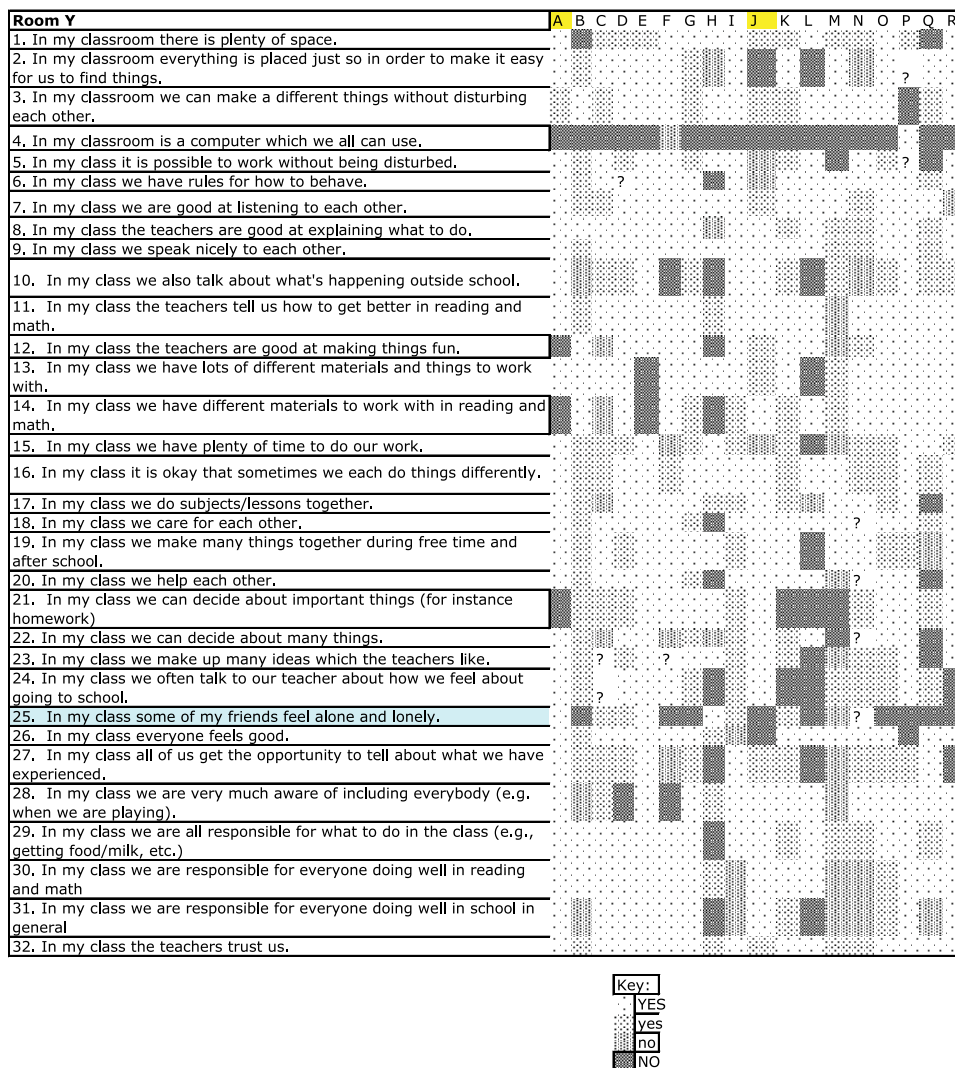 Room Y A B C D E F G H I J K L M N O P Q R
1. In my classroom there is plenty of space.
2. In my classroom everything is placed just so in order to make it easy
for us to find things. ?
3. In my classroom we can make a different things without disturbing
each other.
4. In my classroom is a computer which we all can use.
5. In my class it is possible to work without being disturbed. ?
6. In my class we have rules for how to behave. ?
7. In my class we are good at listening to each other.
8. In my class the teachers are good at explaining what to do.
9. In my class we speak nicely to each other.
10. In my class we also talk about what's happening outside school.
11. In my class the teachers tell us how to get better in reading and
math.
12. In my class the teachers are good at making things fun.
13. In my class we have lots of different materials and things to work
with.
14. In my class we have different materials to work with in reading and
math.
15. In my class we have plenty of time to do our work.
16. In my class it is okay that sometimes we each do things differently.
17. In my class we do subjects/lessons together.
18. In my class we care for each other. ?
19. In my class we make many things together during free time and
after school.
20. In my class we help each other. ?
21. In my class we can decide about important things (for instance
homework)
22. In my class we can decide about many things. ?
23. In my class we make up many ideas which the teachers like. ? ?
24. In my class we often talk to our teacher about how we feel about
going to school. ?
25. In my class some of my friends feel alone and lonely. ?
26. In my class everyone feels good.
27. In my class all of us get the opportunity to tell about what we have
experienced.
28. In my class we are very much aware of including everybody (e.g.
when we are playing).
29. In my class we are all responsible for what to do in the class (e.g.,
getting food/milk, etc.)
30. In my class we are responsible for everyone doing well in reading
and math
31. In my class we are responsible for everyone doing well in school in
general
32. In my class the teachers trust us.
Key:
YES
yes
no
NO